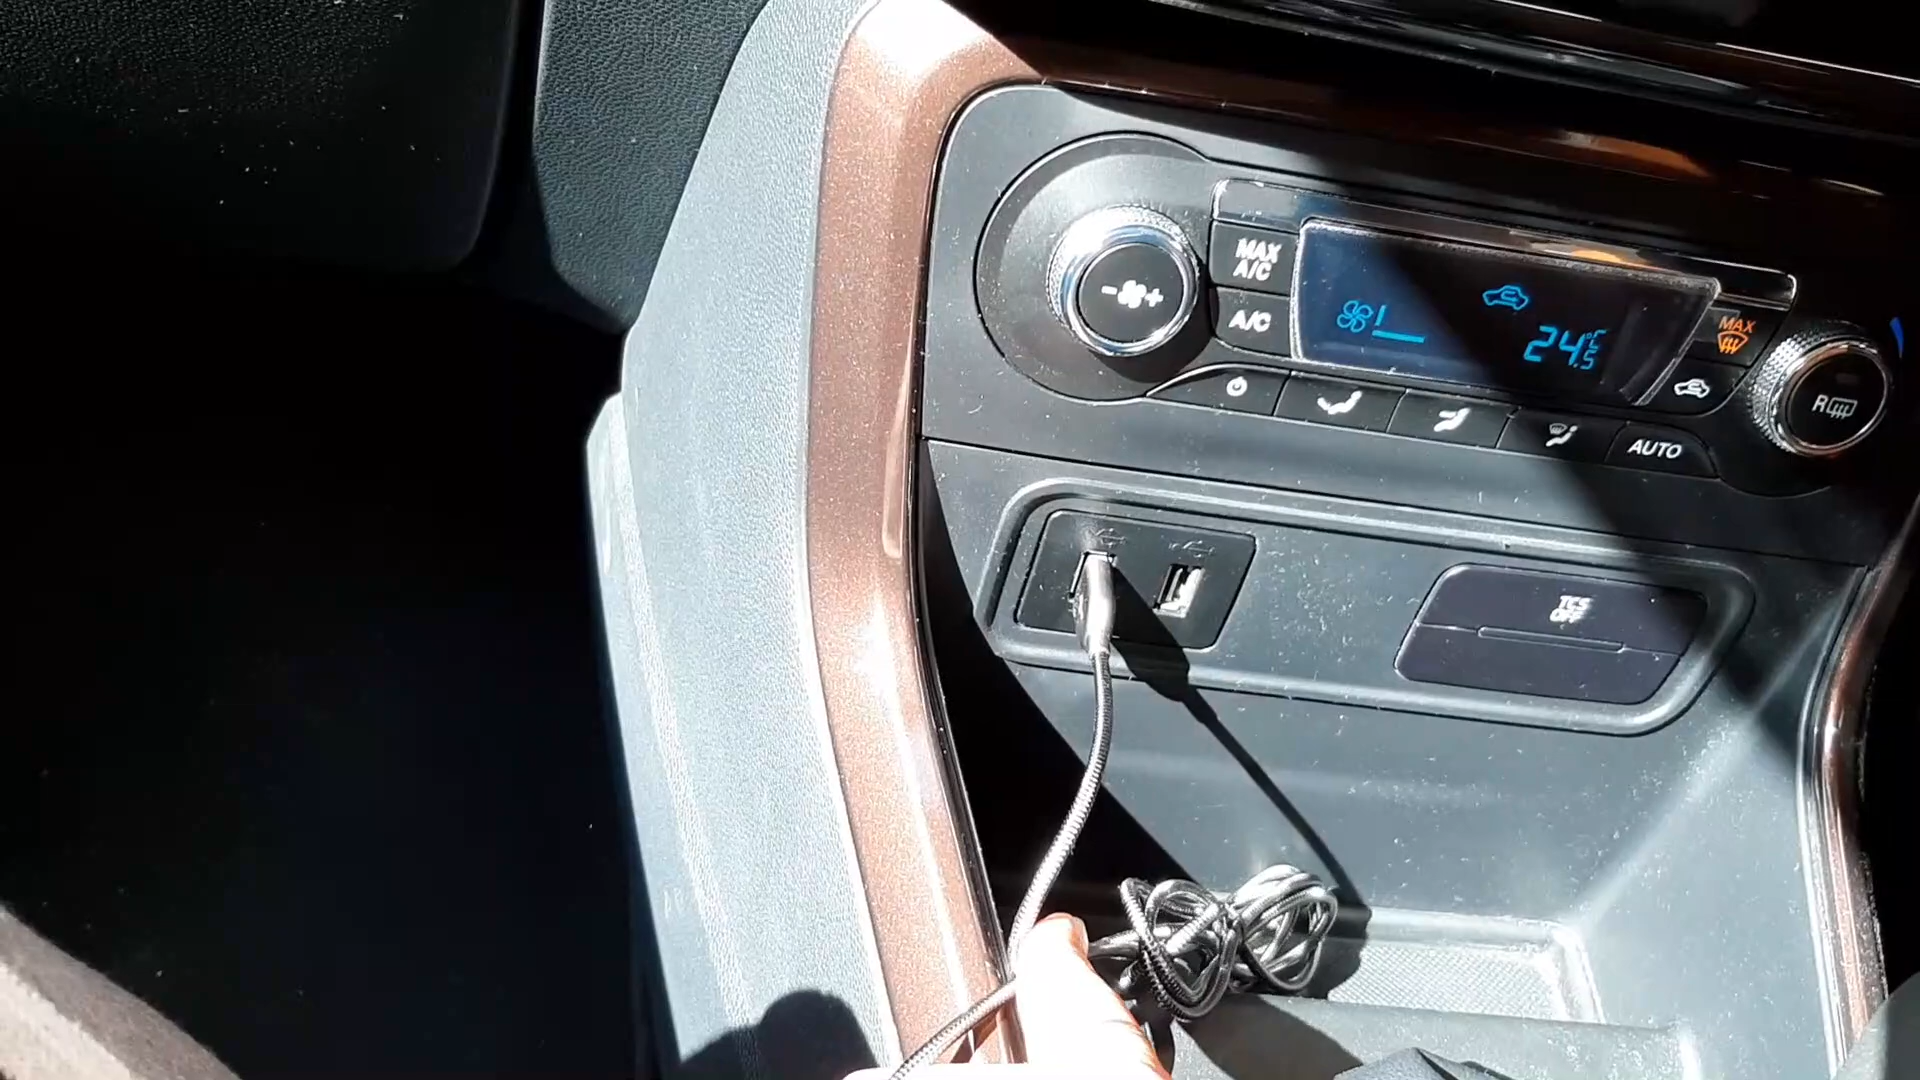 MAX
A/C
A/C
- +
24.5°C
MAX
R
AUTO
TCS
OFF